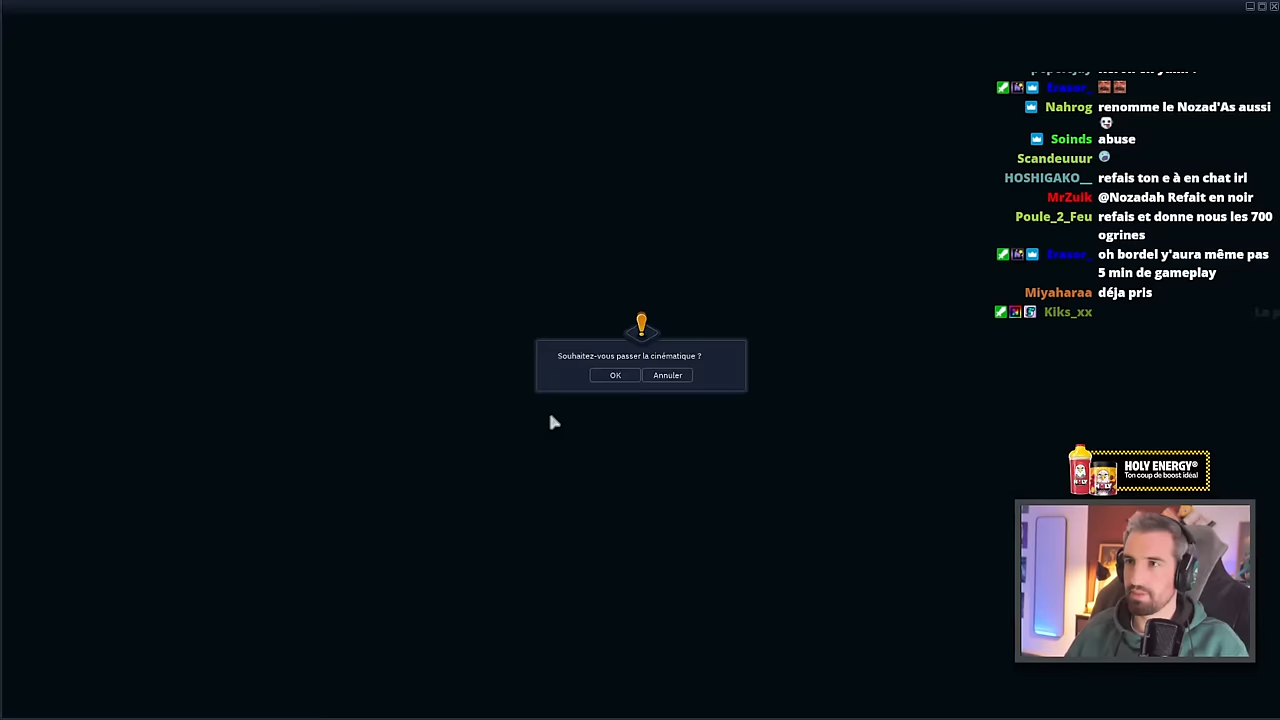 Nahrog renomme le Nozad'As aussi
Soinds abuse
Scandeuuur
HOSHIGAKO__ refais ton e à en chat irl
MrZuik @Nozadah Refait en noir
Poule_2_Feu refais et donne nous les 700
ogrines
Erasor_ oh bordel y'aura même pas
5 min de gameplay
Miyaharaa déja pris
Kiks_xx
Souhaitez-vous passer la cinématique ?
OK Annuler
HOLY ENERGY®
Ton coup de boost idéal